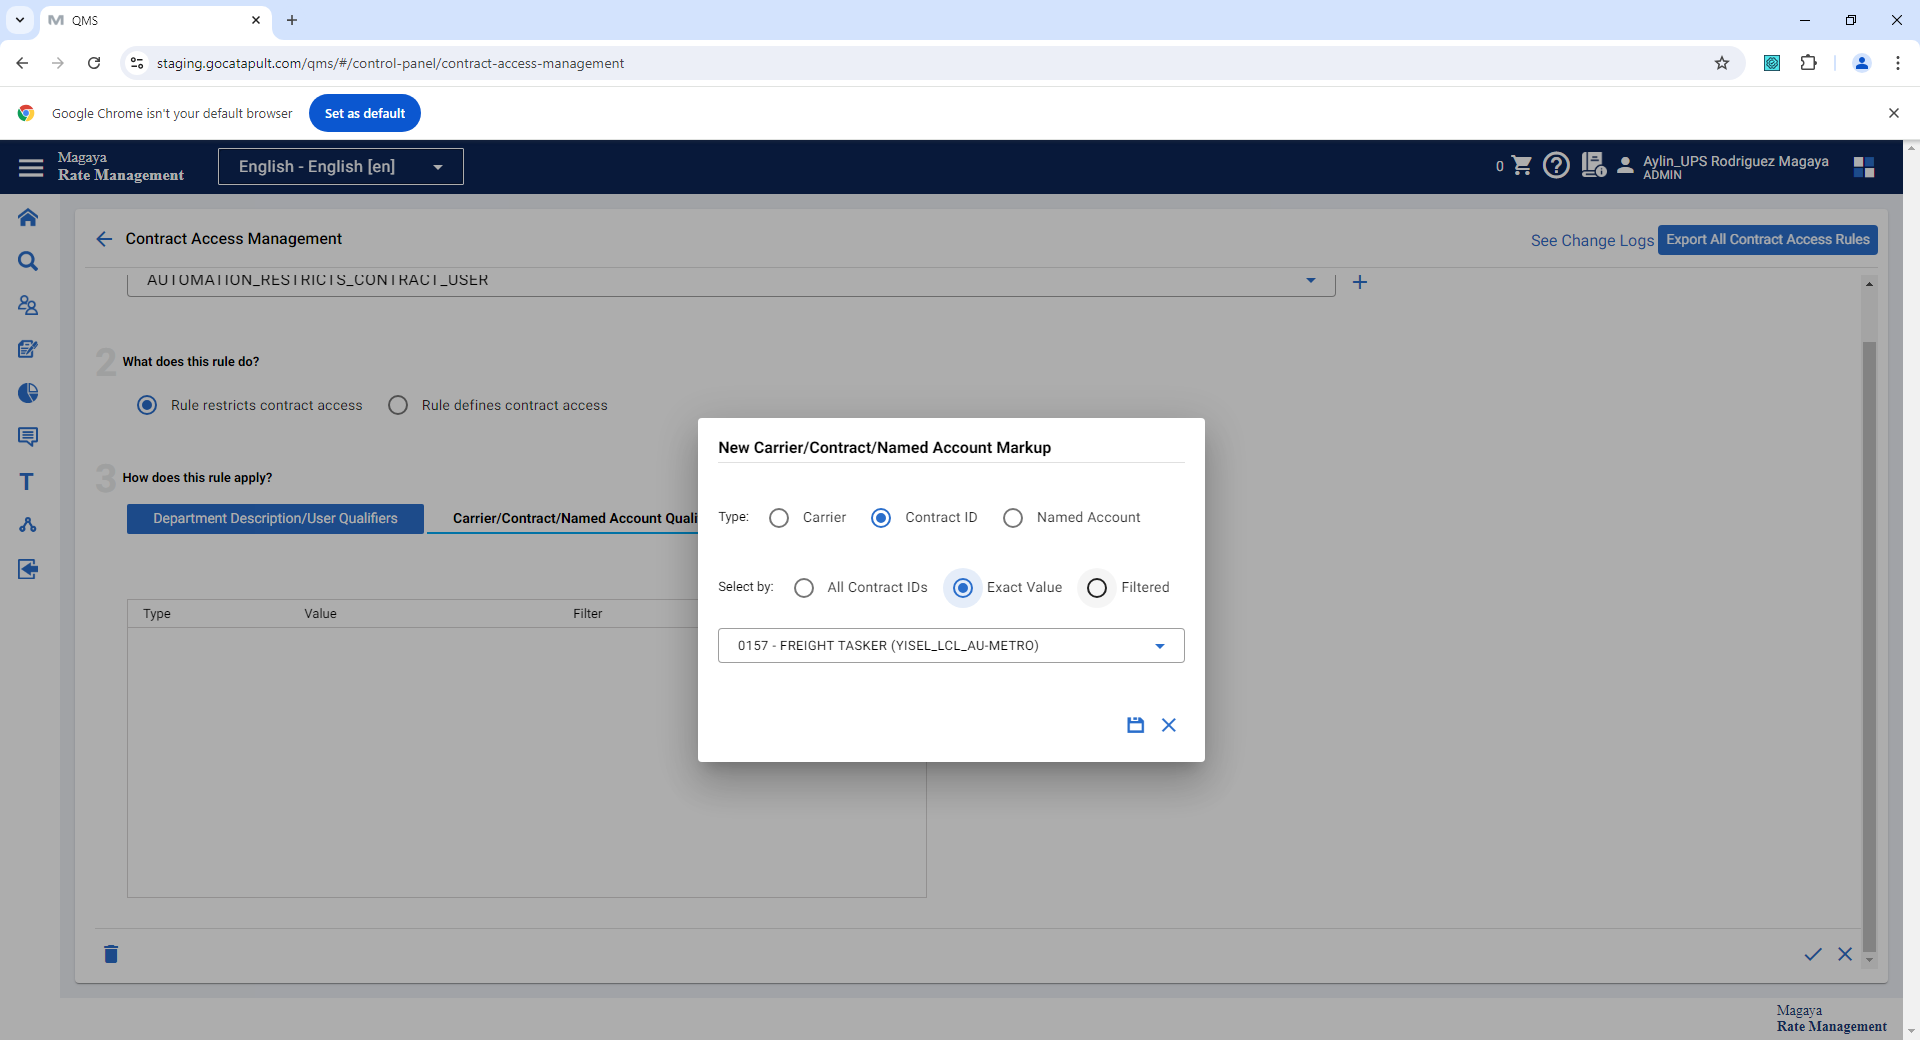 QMS
staging.gocatapult.com/qms/#/control-panel/contract-access-management
Google Chrome isn't your default browser
Set as default
Magaya
Rate Management
English - English [en]
0
Aylin_UPS Rodriguez Magaya
ADMIN
Contract Access Management
See Change Logs
Export All Contract Access Rules
AUTOMATION_RESTRICTS_CONTRACT_USER
2 What does this rule do?
Rule restricts contract access
Rule defines contract access
3 How does this rule apply?
Department Description/User Qualifiers
Carrier/Contract/Named Account Quali
Type
Value
Filter
New Carrier/Contract/Named Account Markup
Type:
Carrier
Contract ID
Named Account
Select by:
All Contract IDs
Exact Value
Filtered
0157 - FREIGHT TASKER (YISEL_LCL_AU-METRO)
Magaya
Rate Management